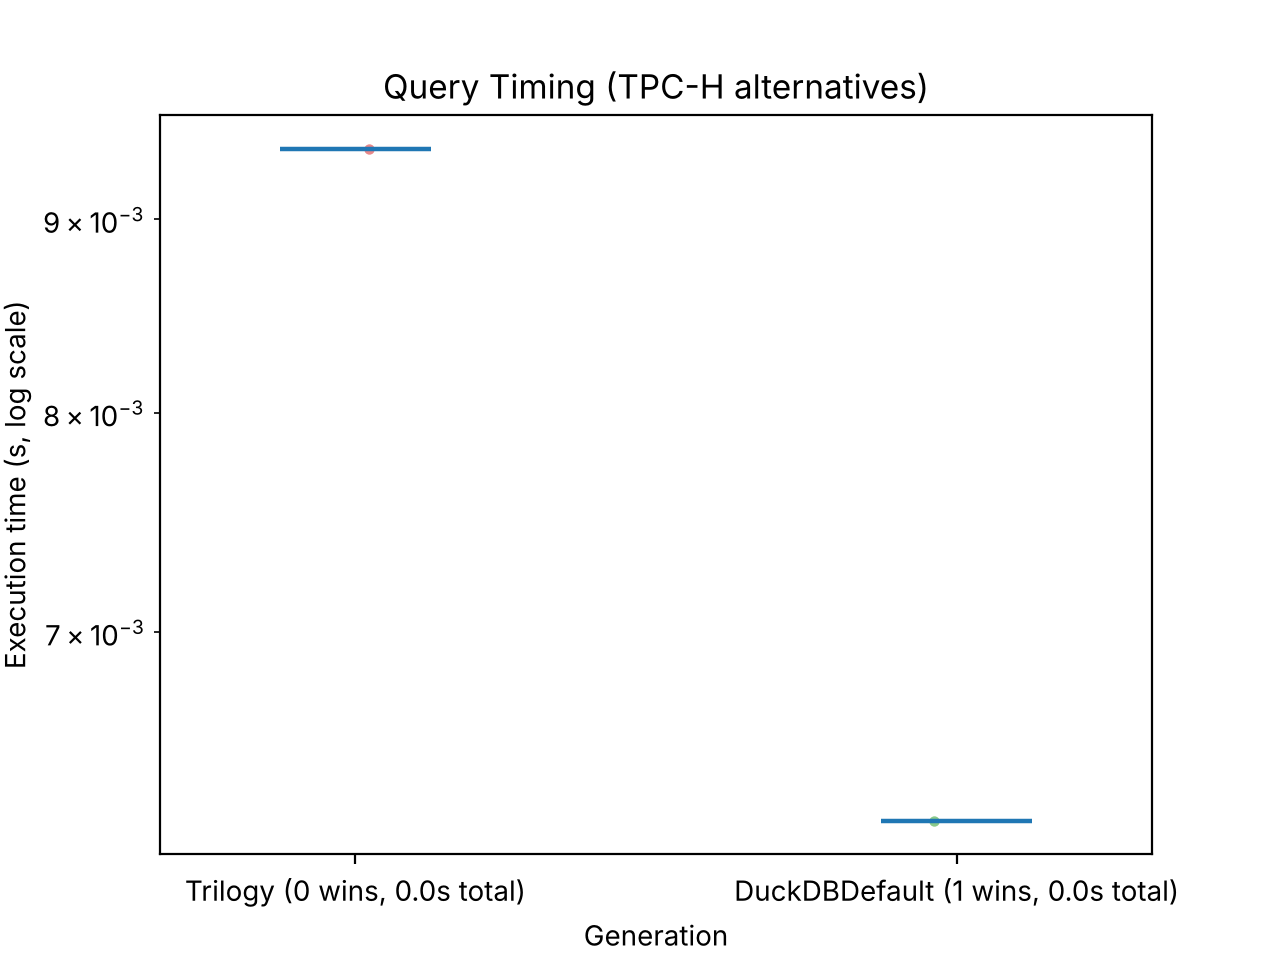 Query Timing (TPC-H alternatives)
Execution time (s, log scale)
9 × 10⁻³
8 × 10⁻³
7 × 10⁻³
Trilogy (0 wins, 0.0s total)
DuckDBDefault (1 wins, 0.0s total)
Generation